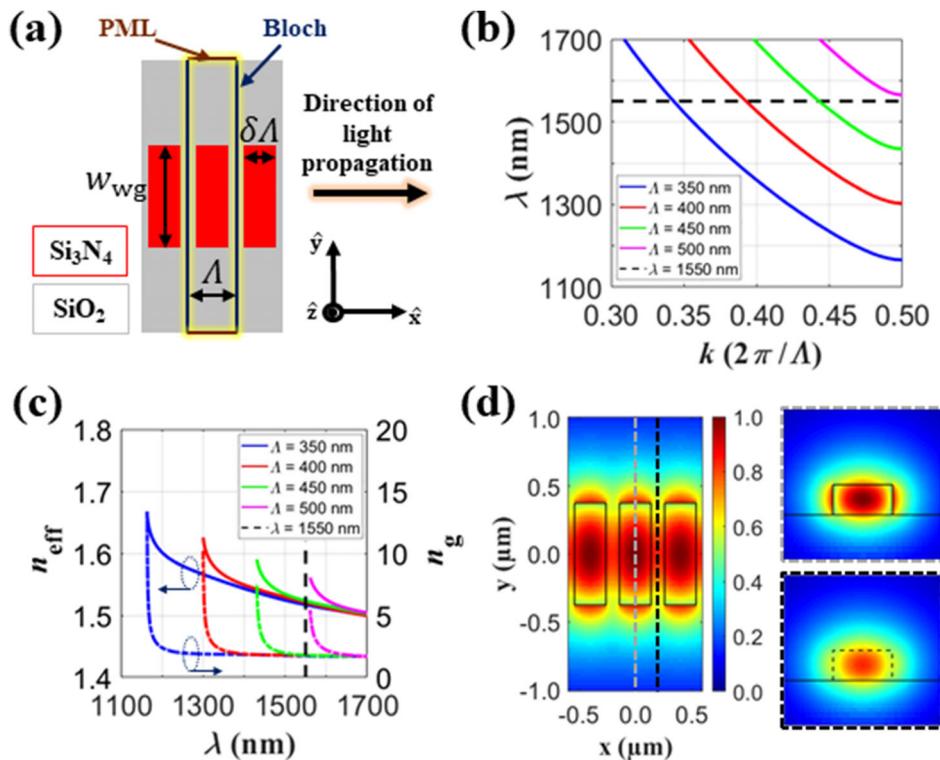 (a)
PML
Bloch
Direction of
light
propagation
δΛ
w_wg
Λ
Si₃N₄
SiO₂
ŷ
ẑ
x̂
(b)
1700
1500
1300
1100
λ (nm)
Λ = 350 nm
Λ = 400 nm
Λ = 450 nm
Λ = 500 nm
λ = 1550 nm
0.30 0.35 0.40 0.45 0.50
k (2π/Λ)
(c)
1.8
1.7
1.6
1.5
1.4
n_eff
20
15
10
5
0
n_g
Λ = 350 nm
Λ = 400 nm
Λ = 450 nm
Λ = 500 nm
λ = 1550 nm
1100 1300 1500 1700
λ (nm)
(d)
1.0
0.5
0.0
-0.5
-1.0
y (μm)
-0.5 0.0 0.5
x (μm)
1.0
0.8
0.6
0.4
0.2
0.0